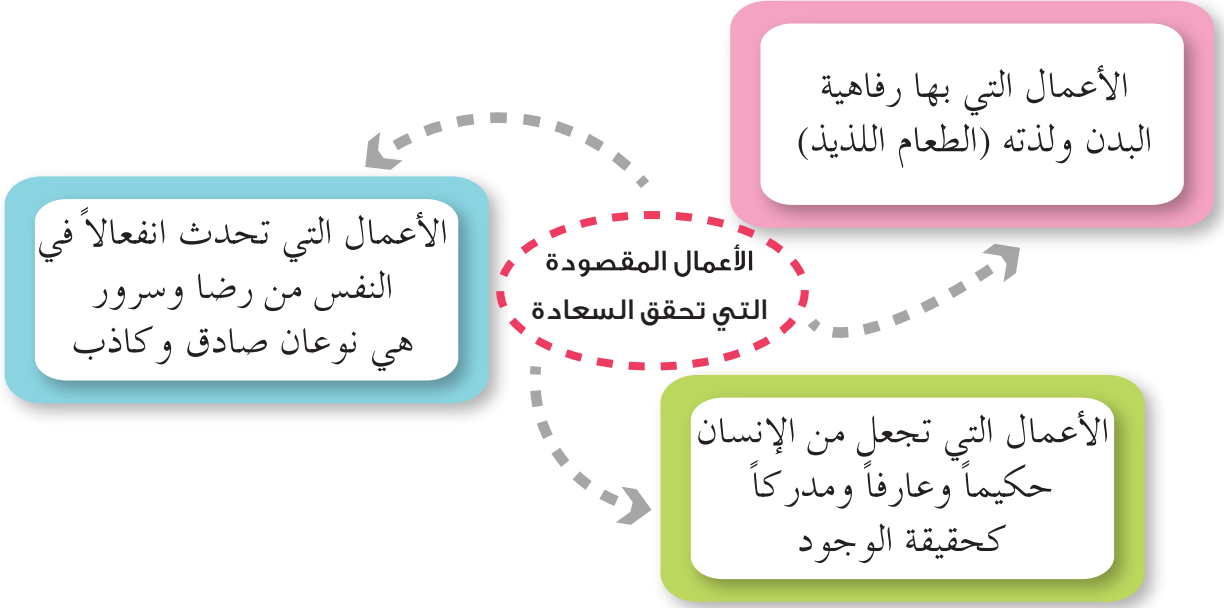 الأعمال المقصودة
التي تحقق السعادة
الأعمال التي بها رفاهية
البدن ولذته (الطعام اللذيذ)
الأعمال التي تحدث انفعالاً في
النفس من رضا وسرور
هي نوعان صادق وكاذب
الأعمال التي تجعل من الإنسان
حكيماً وعارفاً ومدركاً
كحقيقة الوجود